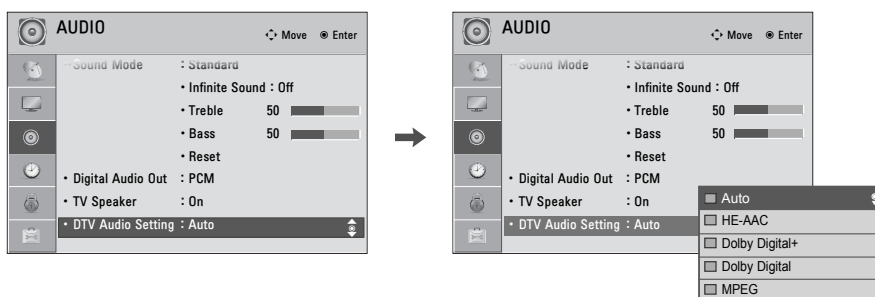 AUDIO
Move
Enter
Sound Mode : Standard
• Infinite Sound : Off
• Treble 50
• Bass 50
• Reset
• Digital Audio Out : PCM
• TV Speaker : On
• DTV Audio Setting : Auto
AUDIO
Move
Enter
Sound Mode : Standard
• Infinite Sound : Off
• Treble 50
• Bass 50
• Reset
• Digital Audio Out : PCM
• TV Speaker : On
• DTV Audio Setting : Auto
Auto
HE-AAC
Dolby Digital+
Dolby Digital
MPEG